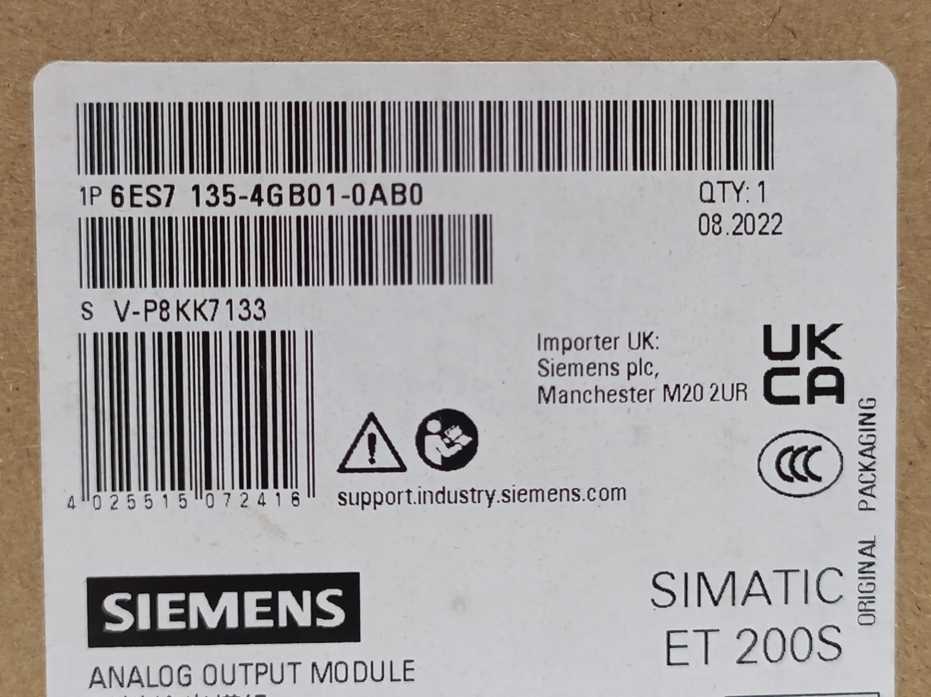 1P 6ES7 135-4GB01-0AB0
QTY: 1
08.2022
S V-P8KK7133
Importer UK:
Siemens plc,
Manchester M20 2UR
UK
CA
CCC
4 025515 072416
support.industry.siemens.com
ORIGINAL PACKAGING
SIEMENS
SIMATIC
ET 200S
ANALOG OUTPUT MODULE